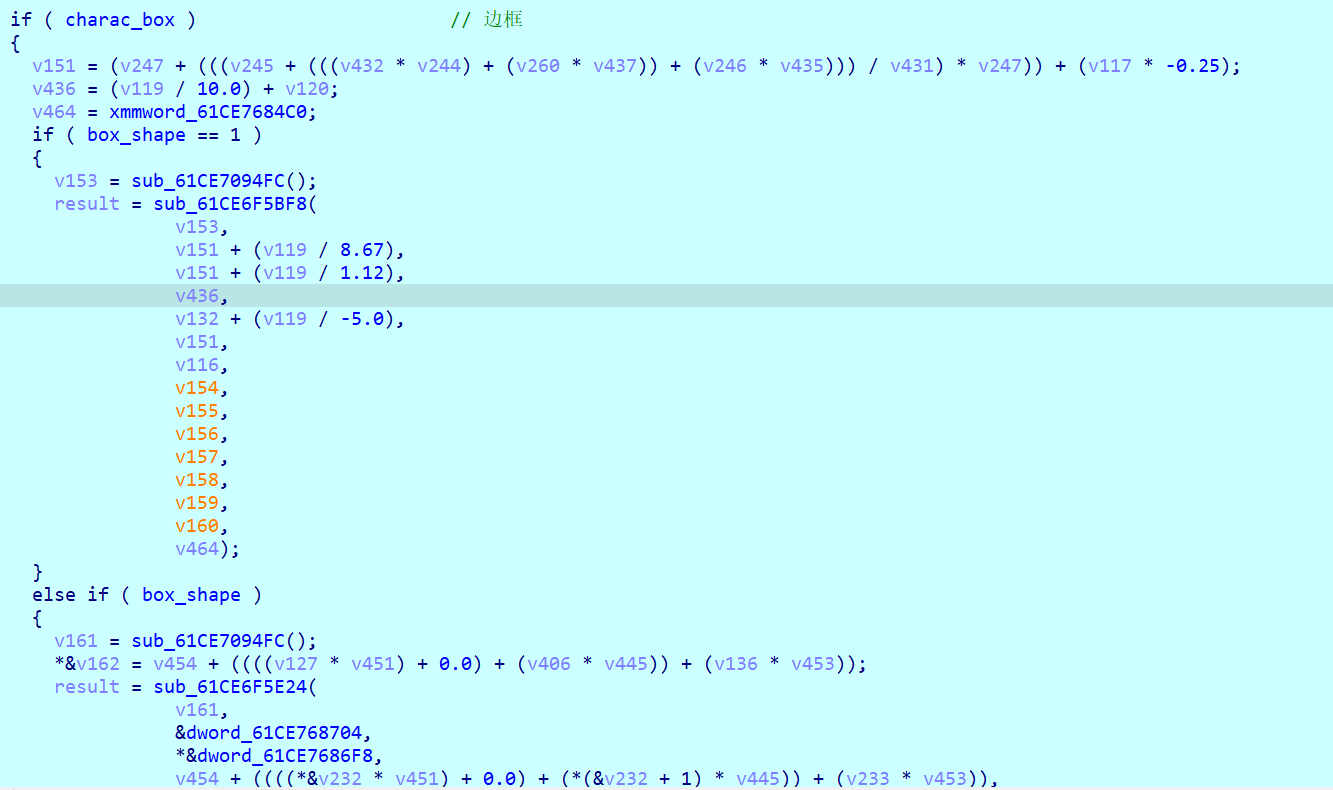 if ( charac_box )                       // 边框
{
  v151 = (v247 + (((v245 + (((v432 * v244) + (v260 * v437)) + (v246 * v435))) / v431) * v247)) + (v117 * -0.25);
  v436 = (v119 / 10.0) + v120;
  v464 = xmmword_61CE7684C0;
  if ( box_shape == 1 )
  {
    v153 = sub_61CE7094FC();
    result = sub_61CE6F5BF8(
               v153,
               v151 + (v119 / 8.67),
               v151 + (v119 / 1.12),
               v436,
               v132 + (v119 / -5.0),
               v151,
               v116,
               v154,
               v155,
               v156,
               v157,
               v158,
               v159,
               v160,
               v464);
  }
  else if ( box_shape )
  {
    v161 = sub_61CE7094FC();
    *&v162 = v454 + ((((v127 * v451) + 0.0) + (v406 * v445)) + (v136 * v453));
    result = sub_61CE6F5E24(
               v161,
               &dword_61CE768704,
               *&dword_61CE7686F8,
               v454 + ((((*&v232 * v451) + 0.0) + (*(&v232 + 1) * v445)) + (v233 * v453)),